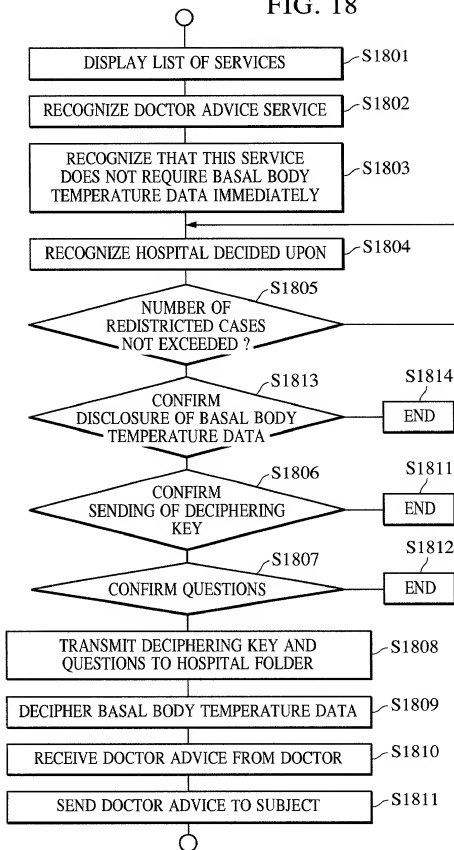 FIG. 18
DISPLAY LIST OF SERVICES
S1801
RECOGNIZE DOCTOR ADVICE SERVICE
S1802
RECOGNIZE THAT THIS SERVICE
DOES NOT REQUIRE BASAL BODY
TEMPERATURE DATA IMMEDIATELY
S1803
RECOGNIZE HOSPITAL DECIDED UPON
S1804
S1805
NUMBER OF
REDISTRICTED CASES
NOT EXCEEDED ?
S1813
CONFIRM
DISCLOSURE OF BASAL BODY
TEMPERATURE DATA
S1814
END
S1806
CONFIRM
SENDING OF DECIPHERING
KEY
S1811
END
S1807
CONFIRM QUESTIONS
S1812
END
TRANSMIT DECIPHERING KEY AND
QUESTIONS TO HOSPITAL FOLDER
S1808
DECIPHER BASAL BODY TEMPERATURE DATA
S1809
RECEIVE DOCTOR ADVICE FROM DOCTOR
S1810
SEND DOCTOR ADVICE TO SUBJECT
S1811